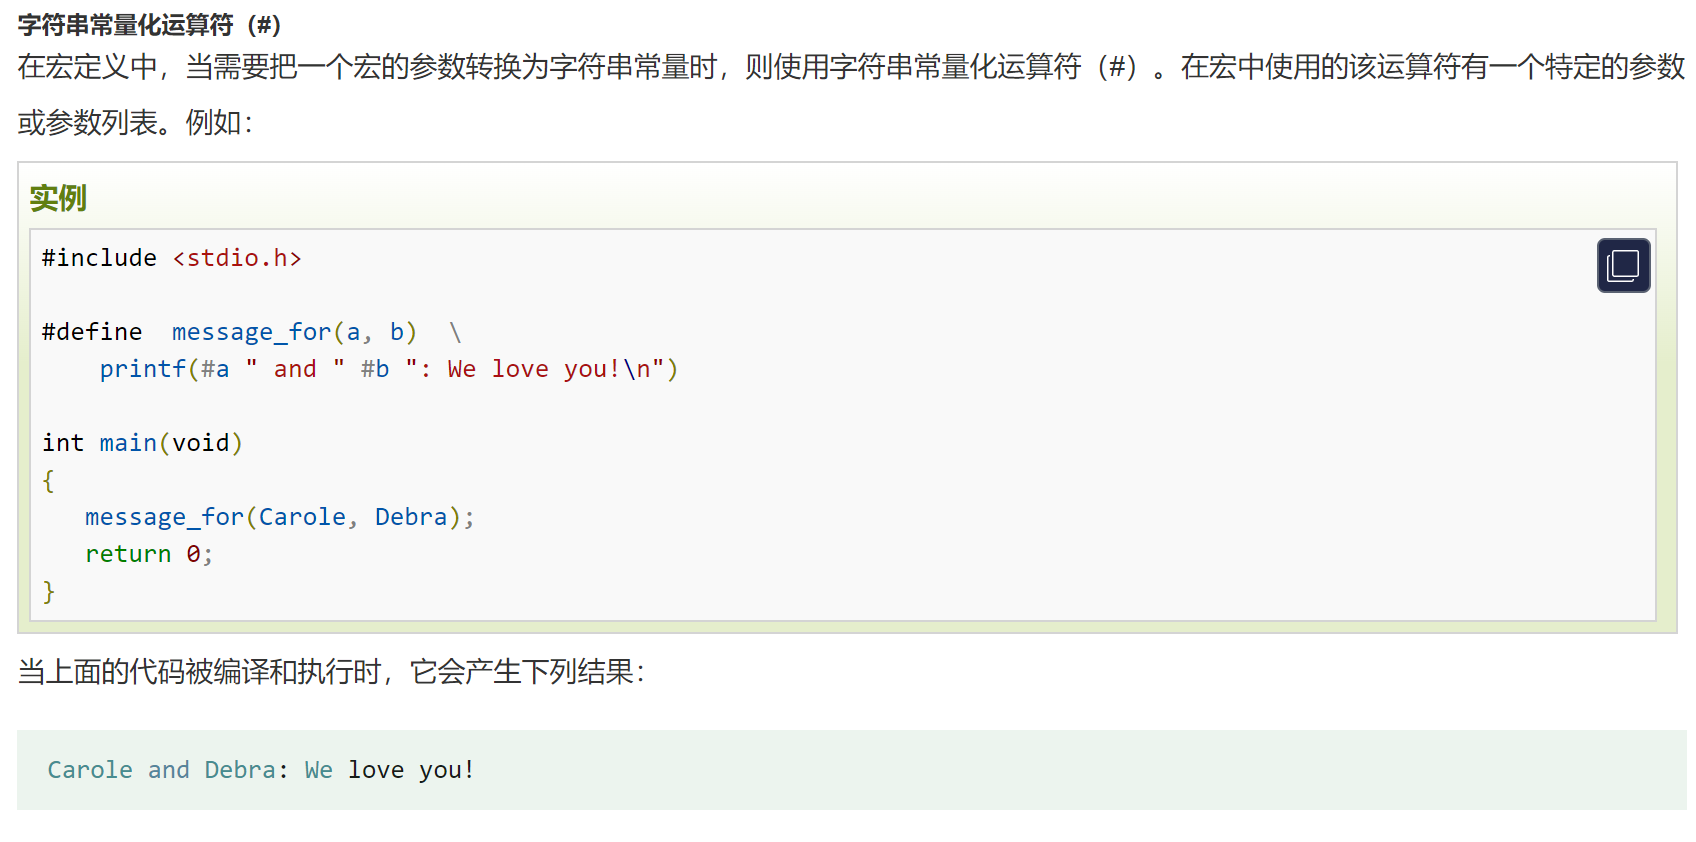 字符串常量化运算符（#）
在宏定义中，当需要把一个宏的参数转换为字符串常量时，则使用字符串常量化运算符（#）。在宏中使用的该运算符有一个特定的参数
或参数列表。例如：
实例
#include <stdio.h>
#define  message_for(a, b)  \
    printf(#a " and " #b ": We love you!\n")
int main(void)
{
   message_for(Carole, Debra);
   return 0;
}
当上面的代码被编译和执行时，它会产生下列结果：
Carole and Debra: We love you!